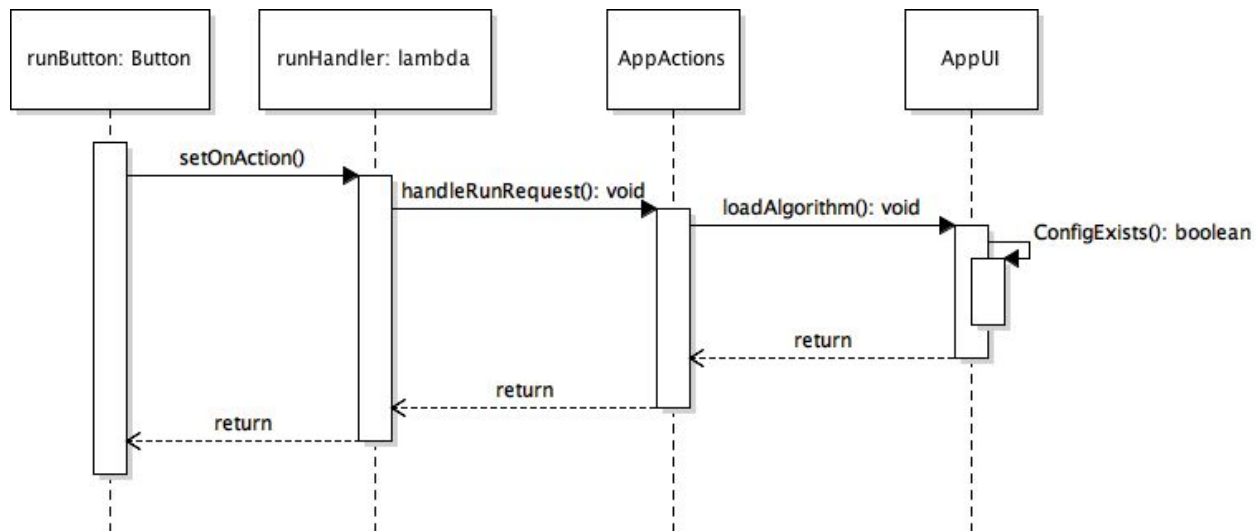 runButton: Button
runHandler: lambda
AppActions
AppUI
setOnAction()
handleRunRequest(): void
loadAlgorithm(): void
ConfigExists(): boolean
return
return
return